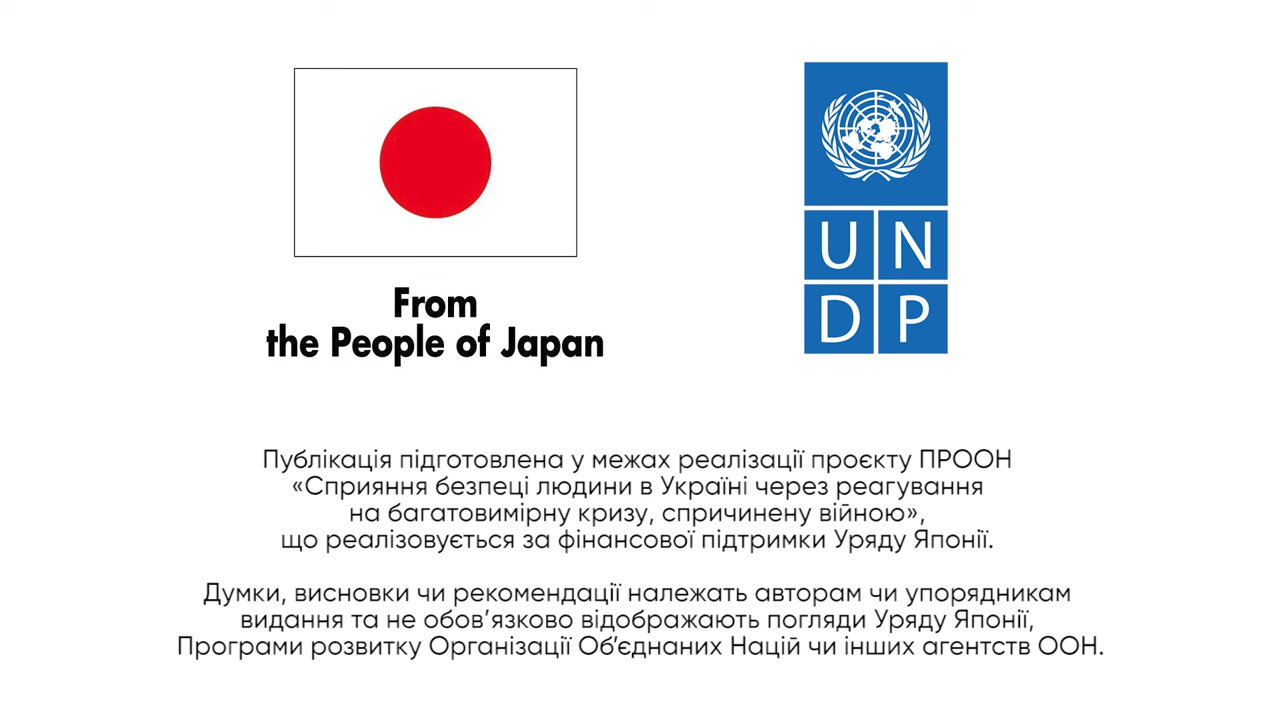 From
the People of Japan
UN
DP
Публікація підготовлена у межах реалізації проєкту ПРООН
«Сприяння безпеці людини в Україні через реагування
на багатовимірну кризу, спричинену війною»,
що реалізовується за фінансової підтримки Уряду Японії.
Думки, висновки чи рекомендації належать авторам чи упорядникам
видання та не обов’язково відображають погляди Уряду Японії,
Програми розвитку Організації Об’єднаних Націй чи інших агентств ООН.